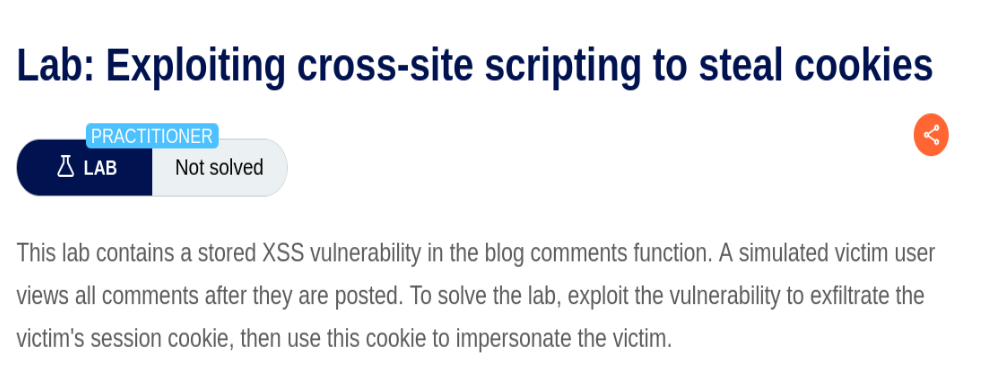 Lab: Exploiting cross-site scripting to steal cookies
PRACTITIONER
LAB
Not solved
This lab contains a stored XSS vulnerability in the blog comments function. A simulated victim user
views all comments after they are posted. To solve the lab, exploit the vulnerability to exfiltrate the
victim's session cookie, then use this cookie to impersonate the victim.